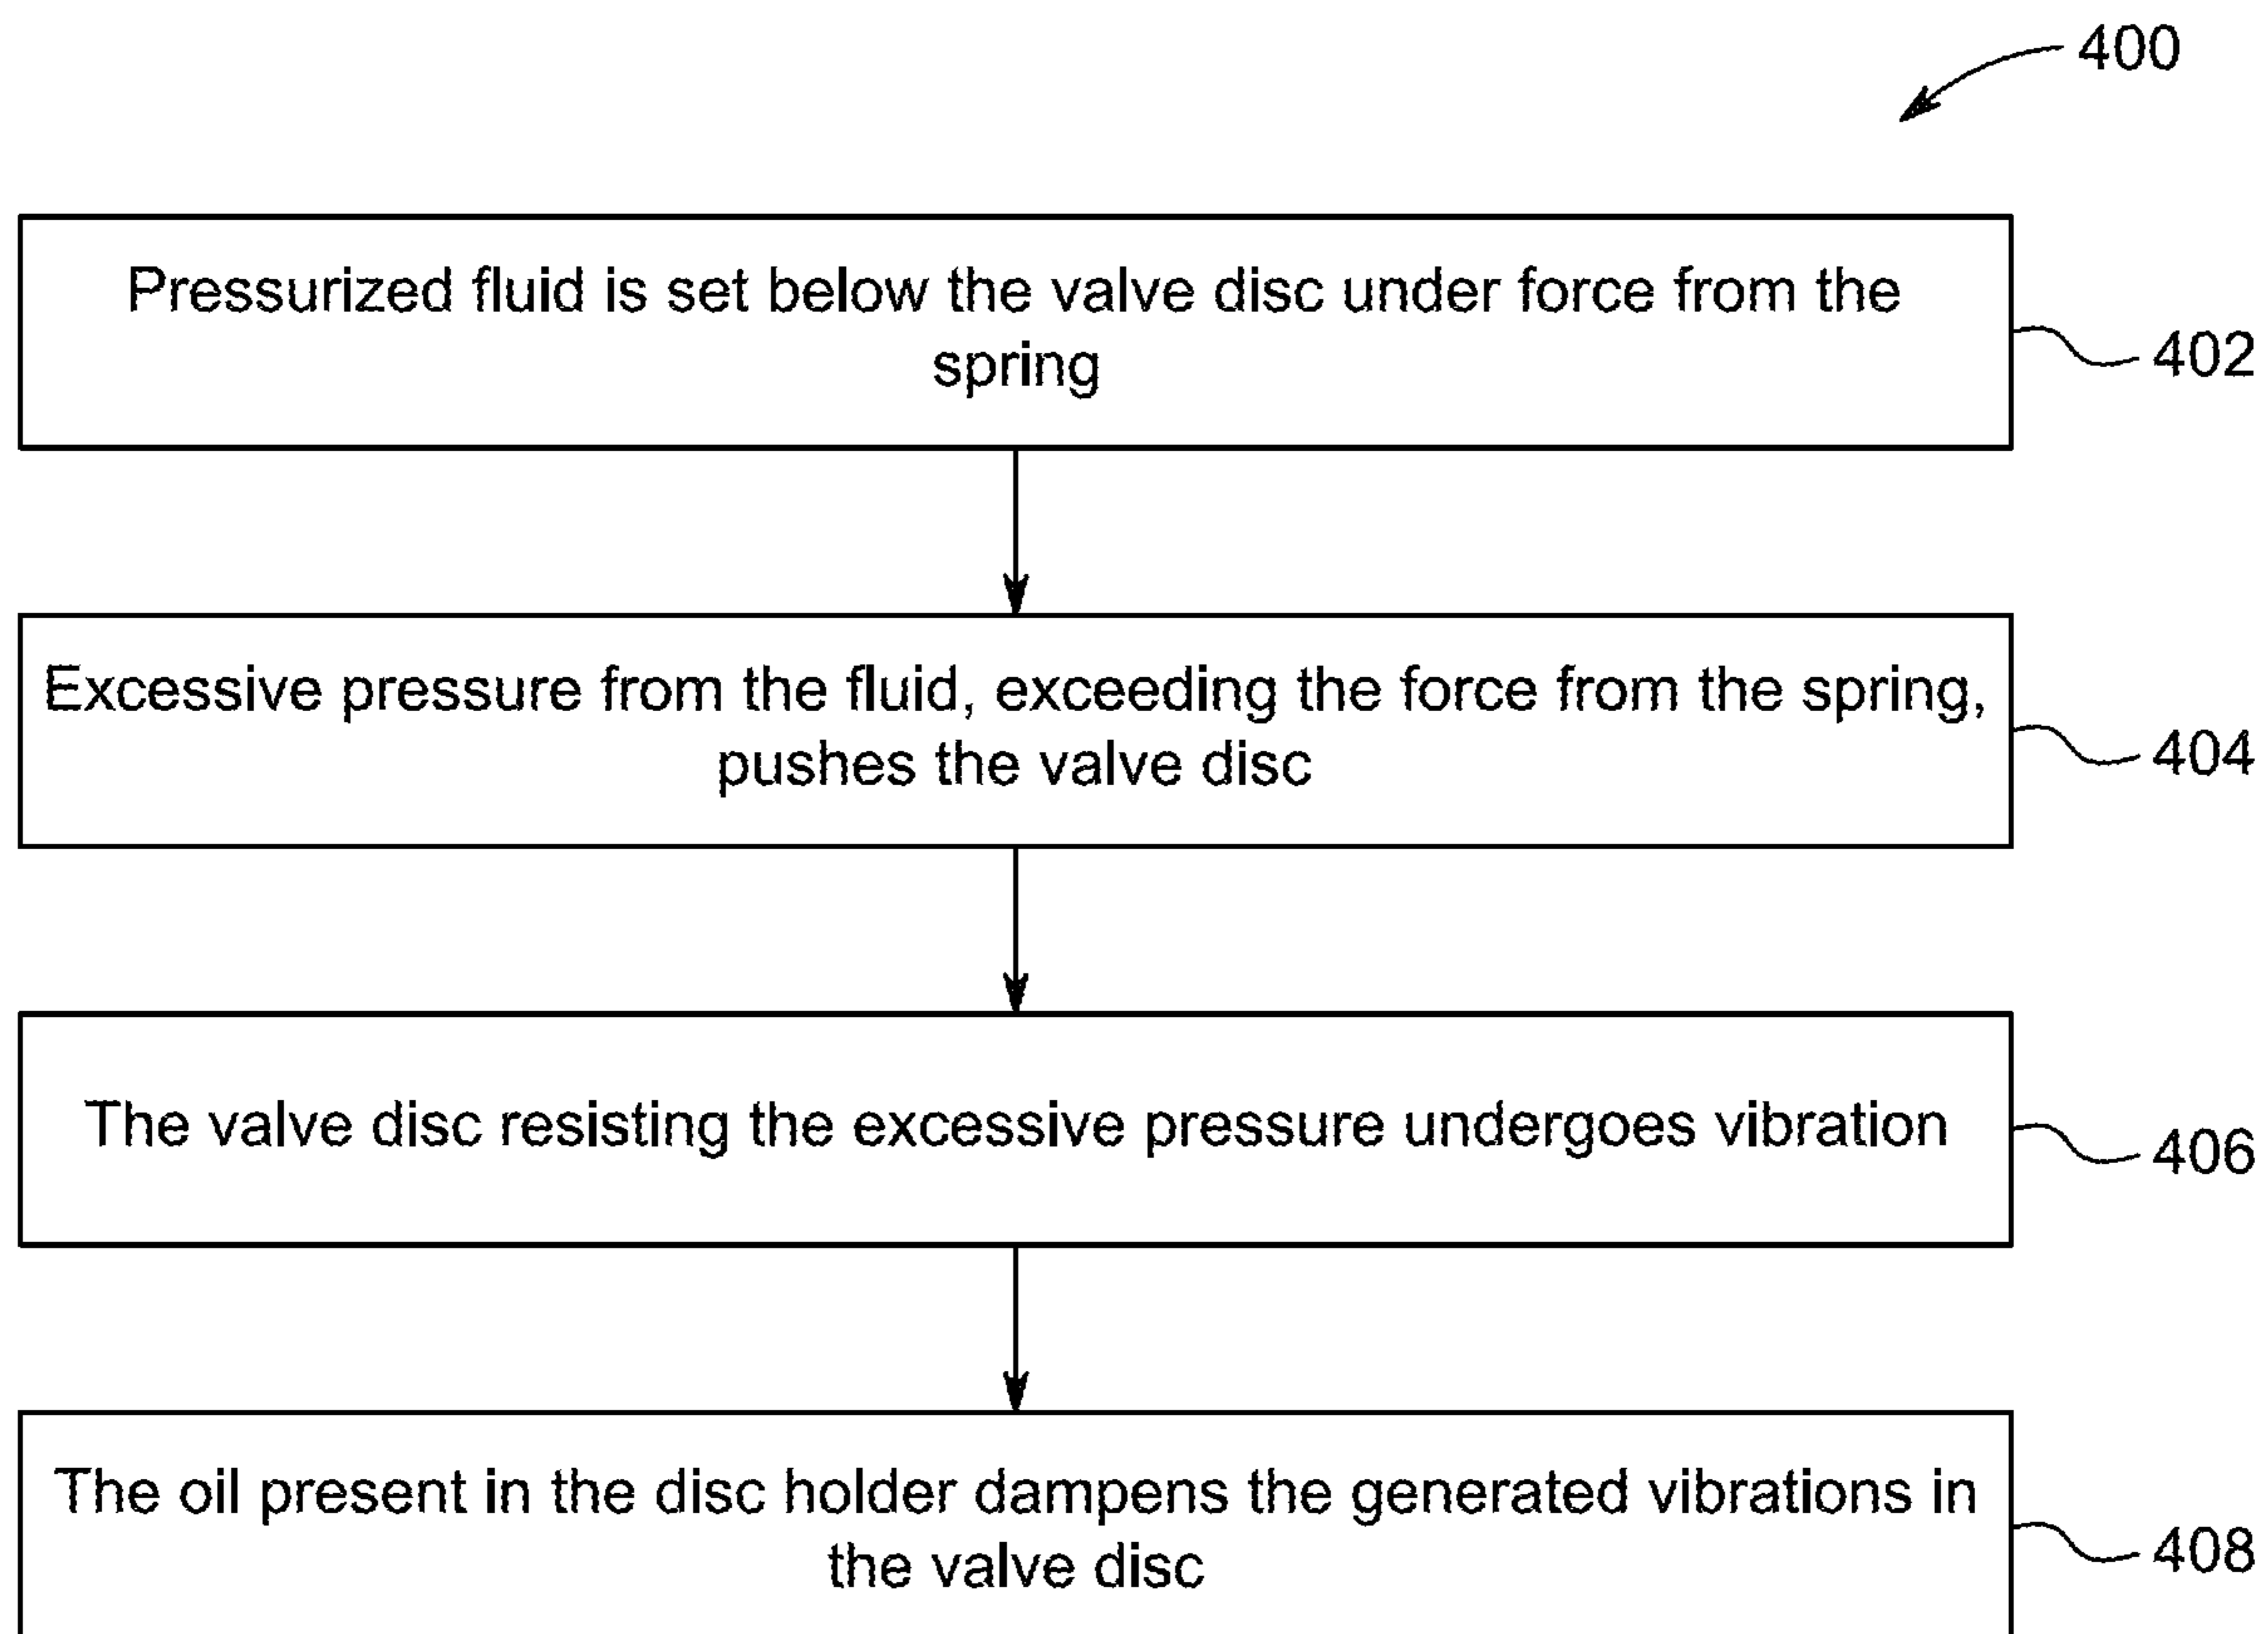 400
Pressurized fluid is set below the valve disc under force from the
spring
402
Excessive pressure from the fluid, exceeding the force from the spring,
pushes the valve disc
404
The valve disc resisting the excessive pressure undergoes vibration
406
The oil present in the disc holder dampens the generated vibrations in
the valve disc
408